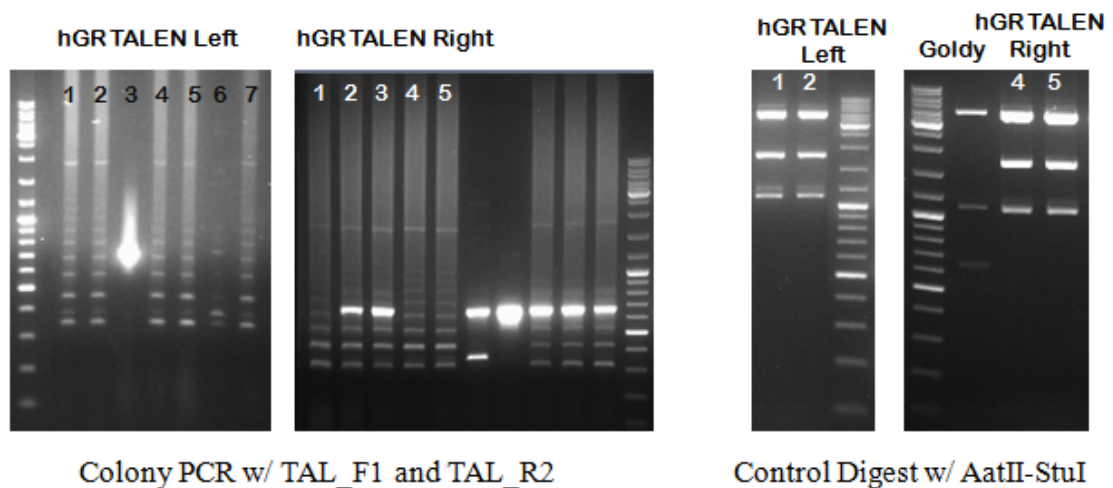 hGR TALEN Left
hGR TALEN Right
hGR TALEN
Left
Goldy
hGR TALEN
Right
1 2 3 4 5 6 7
1 2 3 4 5
1 2
4 5
Colony PCR w/ TAL_F1 and TAL_R2
Control Digest w/ AatII-StuI